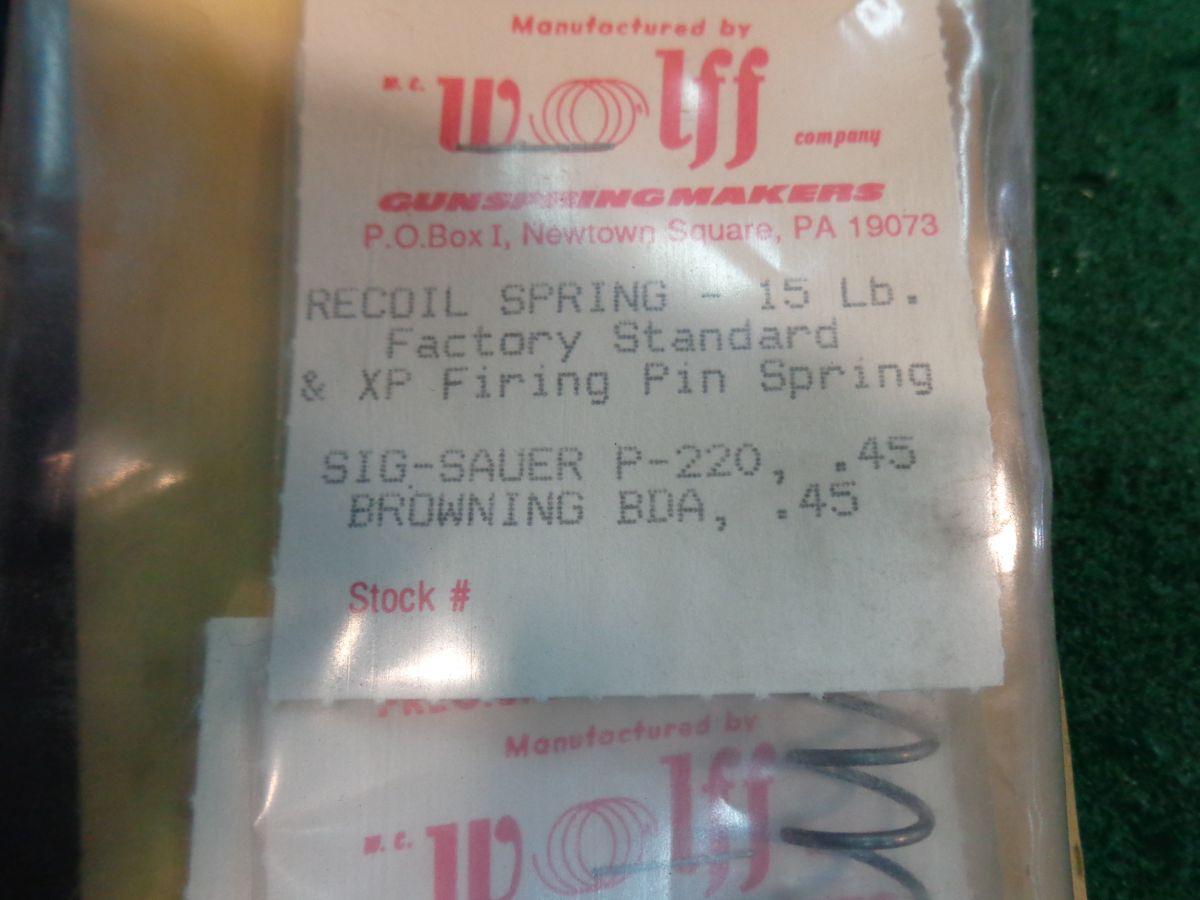 Manufactured by
W. C. Wolff company
GUNSPRINGMAKERS
P.O.Box I, Newtown Square, PA 19073
RECOIL SPRING - 15 Lb.
Factory Standard
& XP Firing Pin Spring
SIG-SAUER P-220, .45
BROWNING BDA, .45
Stock #
Manufactured by
W. C. Wolff